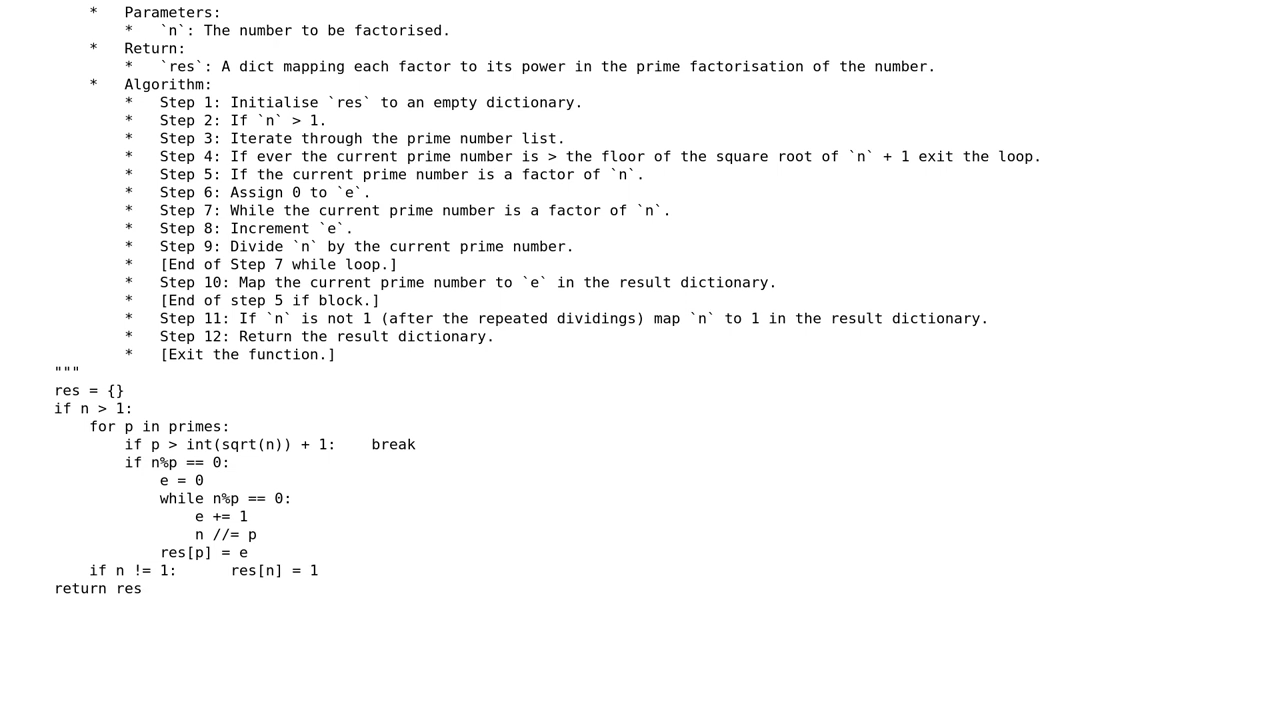 *   Parameters:
        *   `n`: The number to be factorised.
    *   Return:
        *   `res`: A dict mapping each factor to its power in the prime factorisation of the number.
    *   Algorithm:
        *   Step 1: Initialise `res` to an empty dictionary.
        *   Step 2: If `n` > 1.
        *   Step 3: Iterate through the prime number list.
        *   Step 4: If ever the current prime number is > the floor of the square root of `n` + 1 exit the loop.
        *   Step 5: If the current prime number is a factor of `n`.
        *   Step 6: Assign 0 to `e`.
        *   Step 7: While the current prime number is a factor of `n`.
        *   Step 8: Increment `e`.
        *   Step 9: Divide `n` by the current prime number.
        *   [End of Step 7 while loop.]
        *   Step 10: Map the current prime number to `e` in the result dictionary.
        *   [End of step 5 if block.]
        *   Step 11: If `n` is not 1 (after the repeated dividings) map `n` to 1 in the result dictionary.
        *   Step 12: Return the result dictionary.
        *   [Exit the function.]
"""
res = {}
if n > 1:
    for p in primes:
        if p > int(sqrt(n)) + 1:    break
        if n%p == 0:
            e = 0
            while n%p == 0:
                e += 1
                n //= p
            res[p] = e
    if n != 1:      res[n] = 1
return res